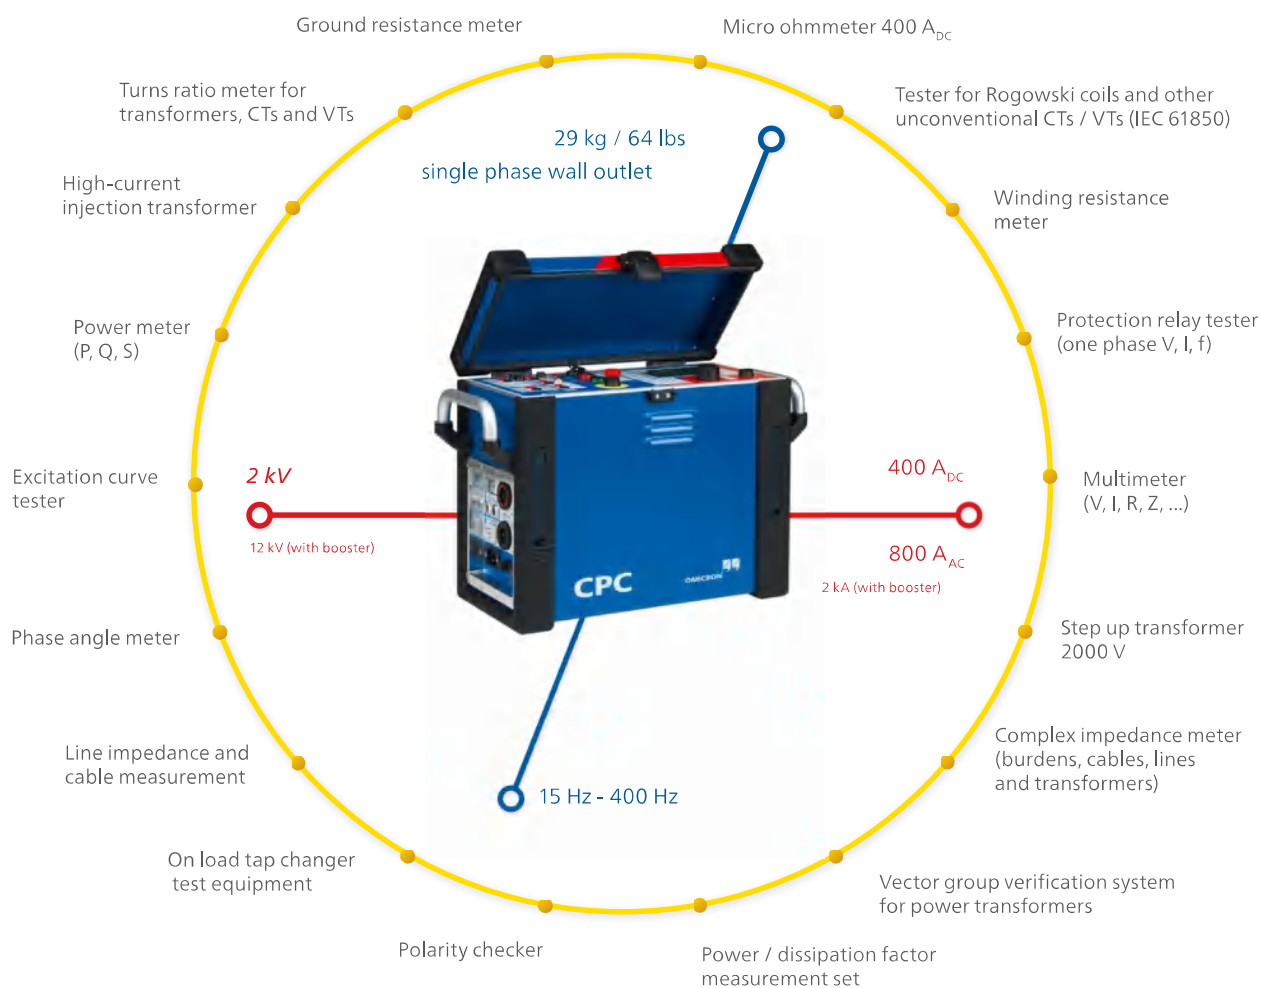 Ground resistance meter
Micro ohmmeter 400 A_DC
Turns ratio meter for
transformers, CTs and VTs
Tester for Rogowski coils and other
unconventional CTs / VTs (IEC 61850)
29 kg / 64 lbs
single phase wall outlet
High-current
injection transformer
Winding resistance
meter
Power meter
(P, Q, S)
Protection relay tester
(one phase V, I, f)
Excitation curve
tester
2 kV
12 kV (with booster)
400 A_DC
800 A_AC
2 kA (with booster)
Multimeter
(V, I, R, Z, ...)
CPC
OMICRON
Phase angle meter
Step up transformer
2000 V
Line impedance and
cable measurement
Complex impedance meter
(burdens, cables, lines
and transformers)
15 Hz - 400 Hz
On load tap changer
test equipment
Vector group verification system
for power transformers
Polarity checker
Power / dissipation factor
measurement set